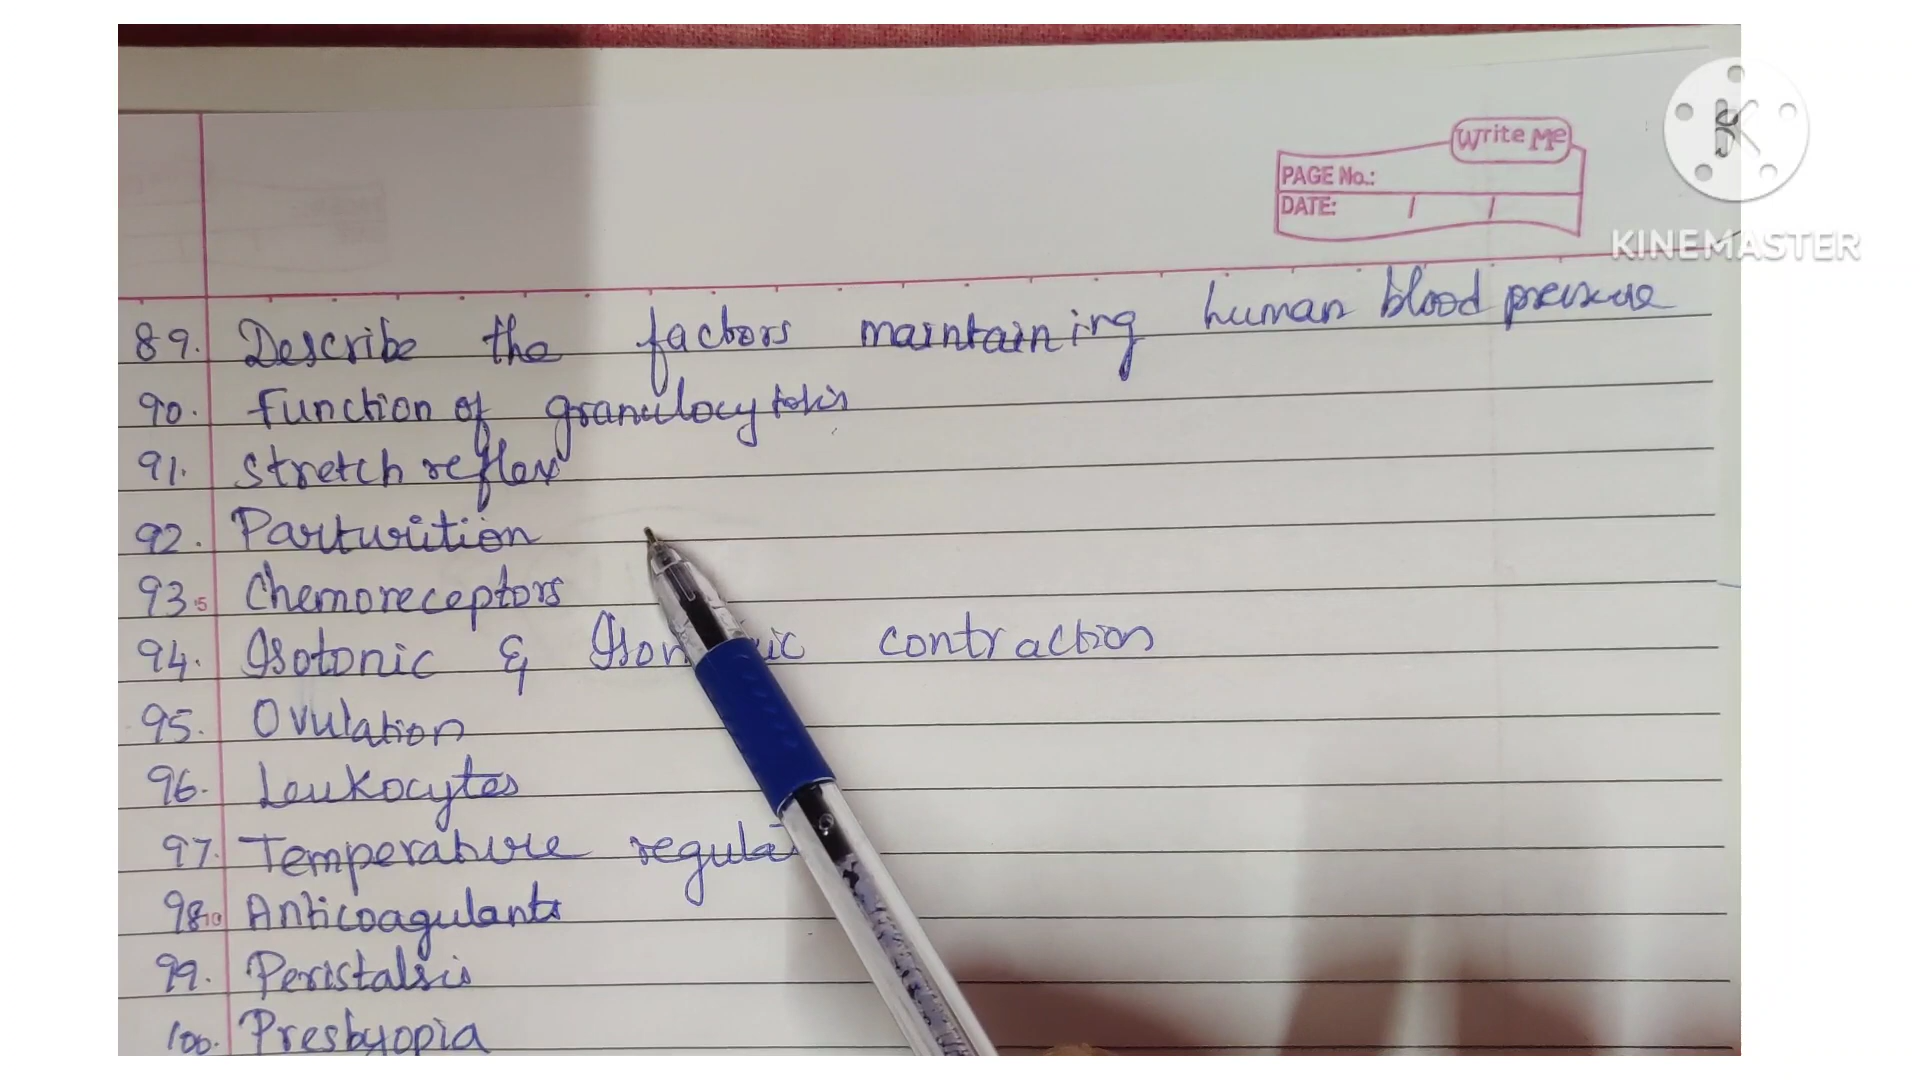 Write Me
PAGE No.:
DATE: / /
KINEMASTER
89. Describe the factors maintaining human blood pressure
90. Function of
91. Stretch reflex
92. Parturition
93.5 Chemoreceptors
94. Isotonic & contraction
95. Ovulation
96. Leukocytes
97. Temperature
98.10 Anticoagulants
99. Peristalsis
100. Presbyopia